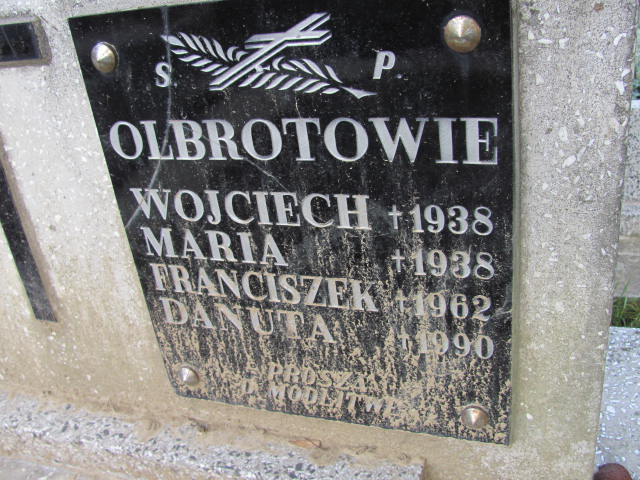 Ś P.
OLBROTOWIE
WOJCIECH †1938
MARIA †1938
FRANCISZEK †1962
DANUTA †1990
PROSZĄ
O MODLITWĘ